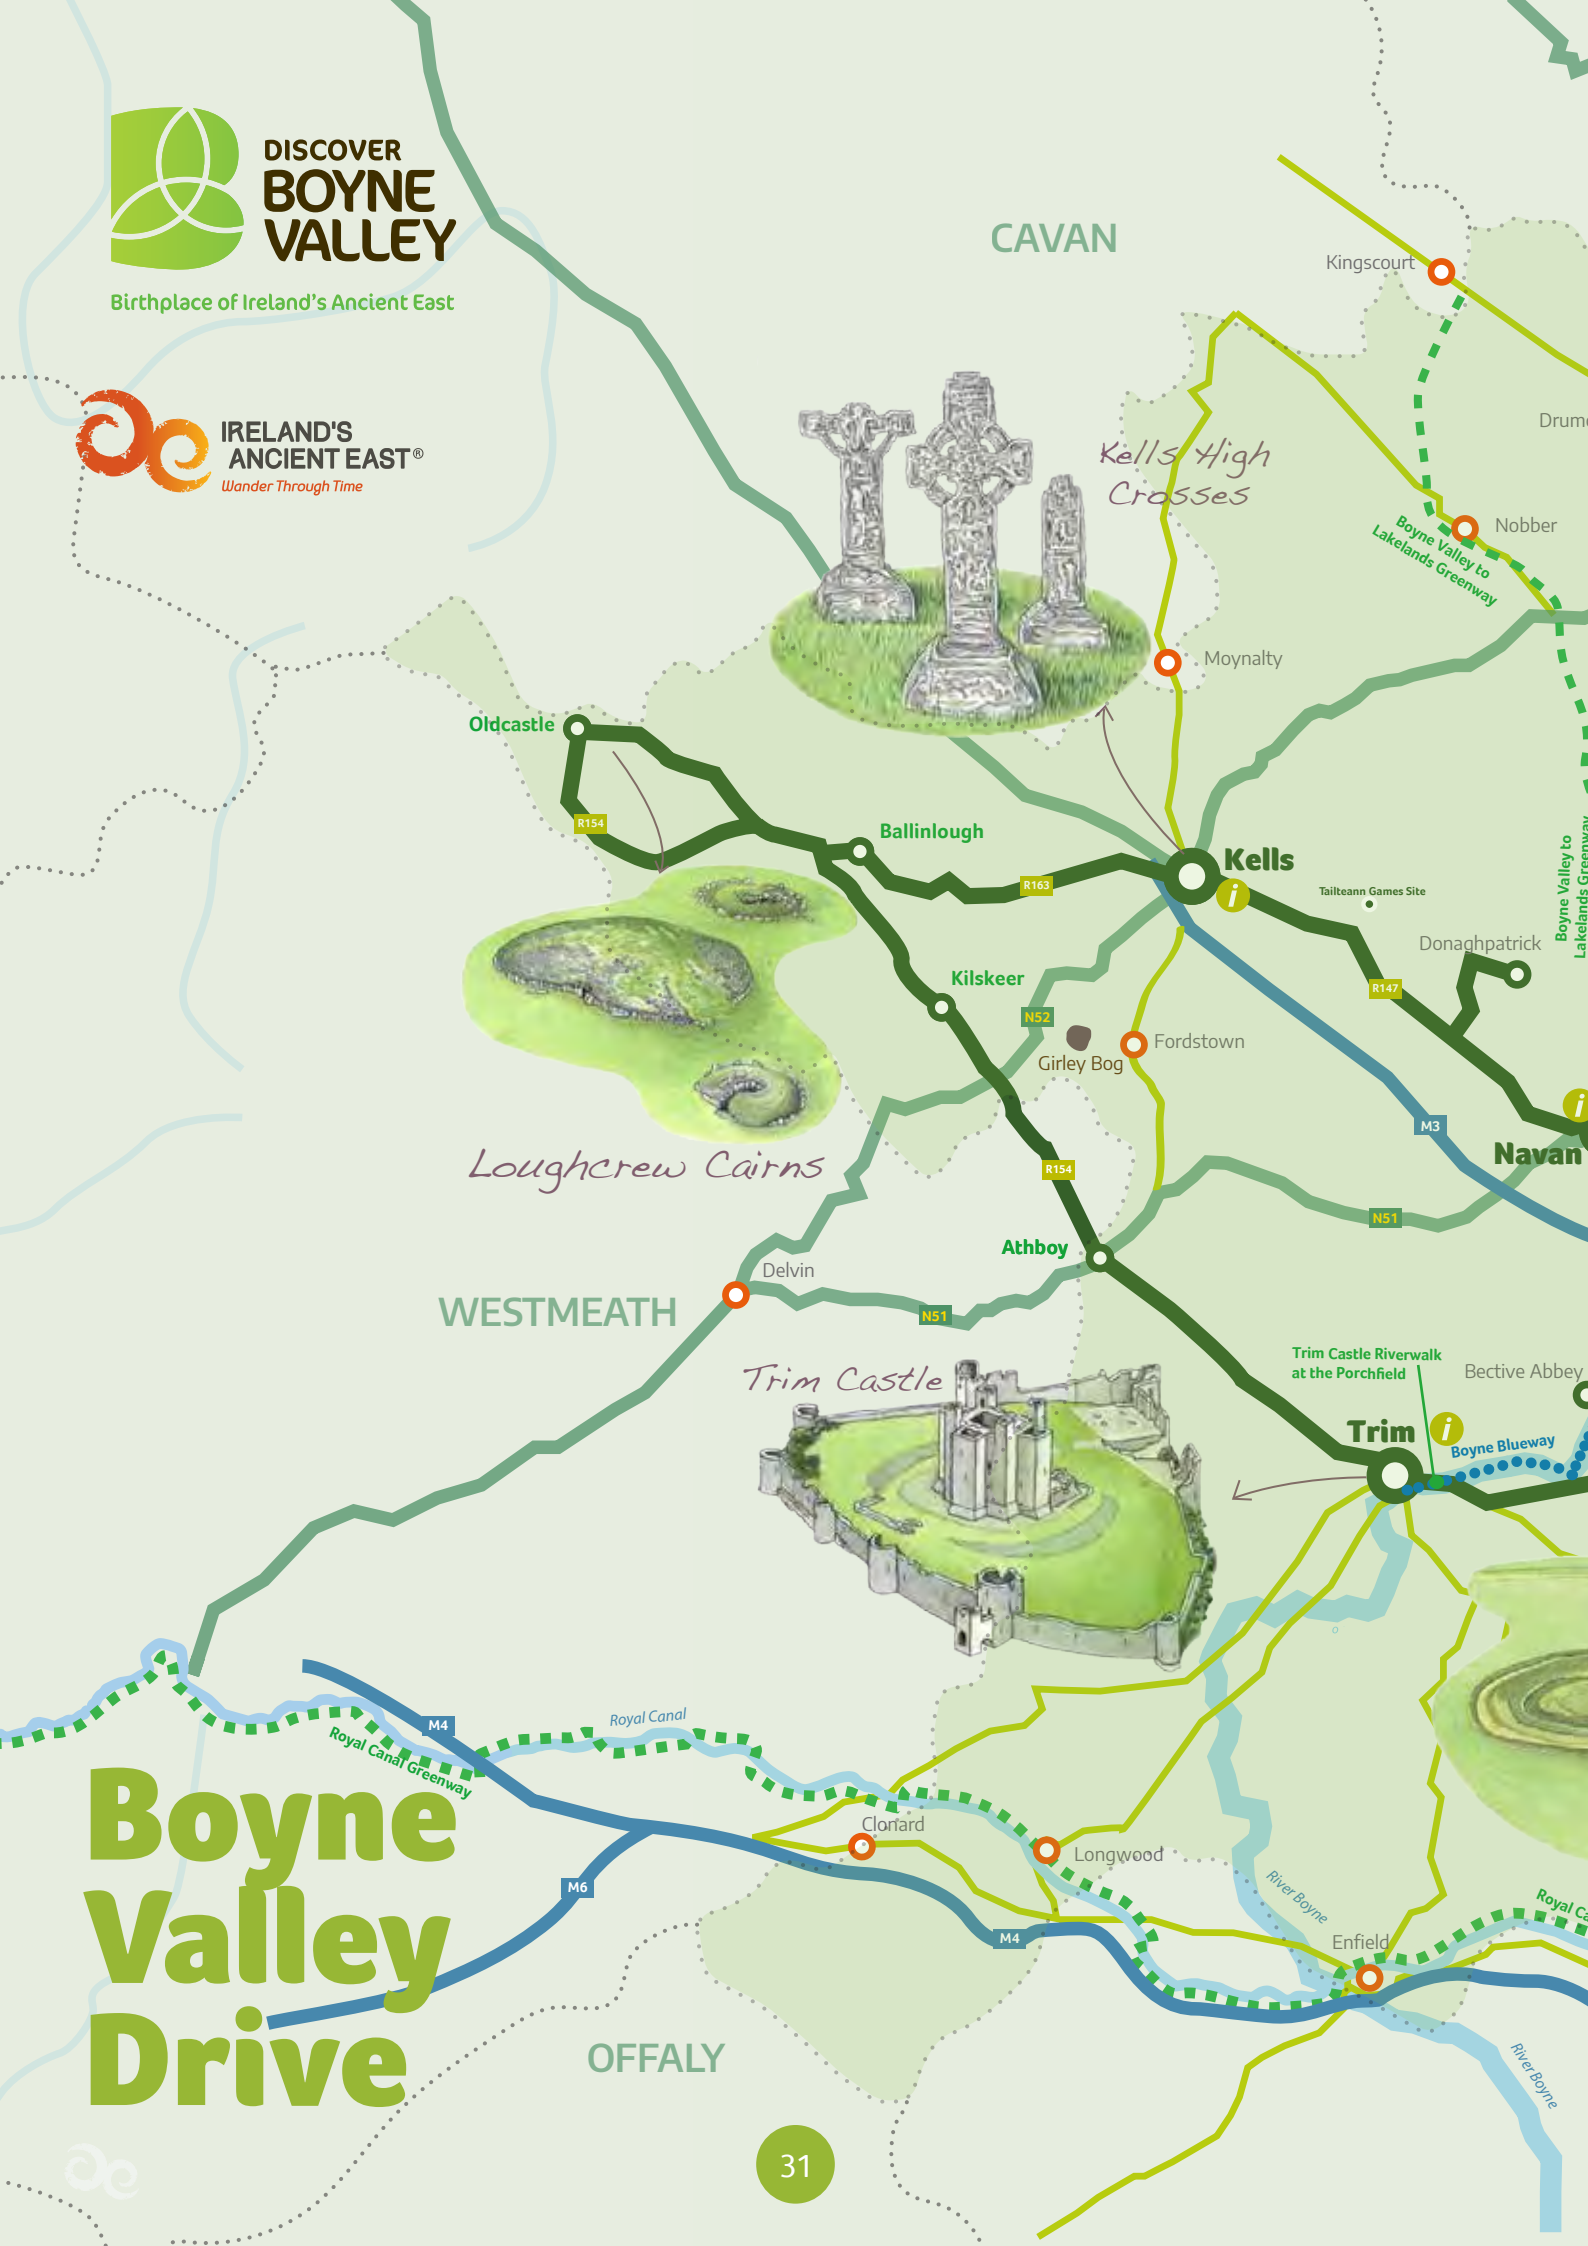 DISCOVER
BOYNE
VALLEY
Birthplace of Ireland's Ancient East
IRELAND'S
ANCIENT EAST®
Wander Through Time
CAVAN
Kingscourt
Kells High
Crosses
Nobber
Boyne Valley to
Lakelands Greenway
Moynalty
Oldcastle
R154
Ballinlough
Kells
i
R163
Tailteann Games Site
Boyne Valley to
Lakelands Greenway
Donaghpatrick
R147
Kilskeer
N52
Fordstown
Girley Bog
i
M3
Navan
Loughcrew Cairns
R154
N51
Athboy
Delvin
WESTMEATH
N51
Trim Castle Riverwalk
at the Porchfield
Bective Abbey
Trim Castle
Trim
i
Boyne Blueway
Royal Canal
M4
Royal Canal Greenway
Boyne
Valley
Drive
Clonard
Longwood
M6
River Boyne
Royal
M4
Enfield
OFFALY
River Boyne
31